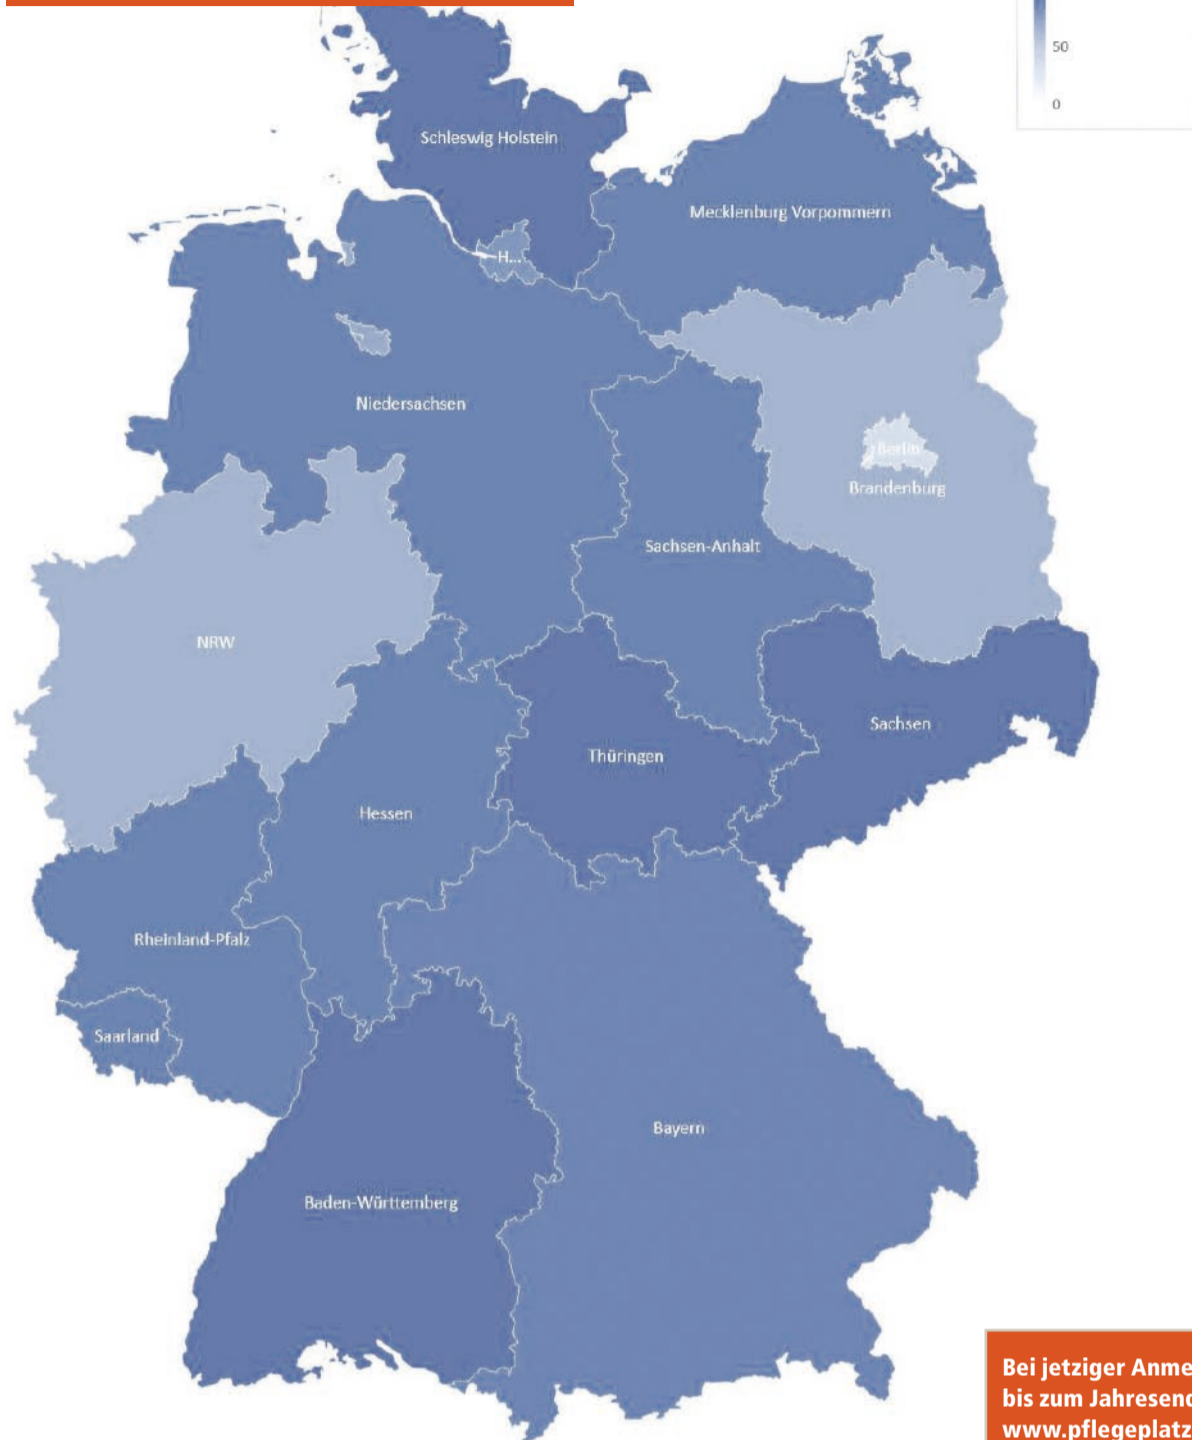 50
0
Schleswig Holstein
Mecklenburg Vorpommern
H...
Niedersachsen
Berlin
Brandenburg
Sachsen-Anhalt
NRW
Sachsen
Thüringen
Hessen
Rheinland-Pfalz
Saarland
Bayern
Baden-Württemberg
Bei jetziger Anme
bis zum Jahresend
www.pflegeplatz